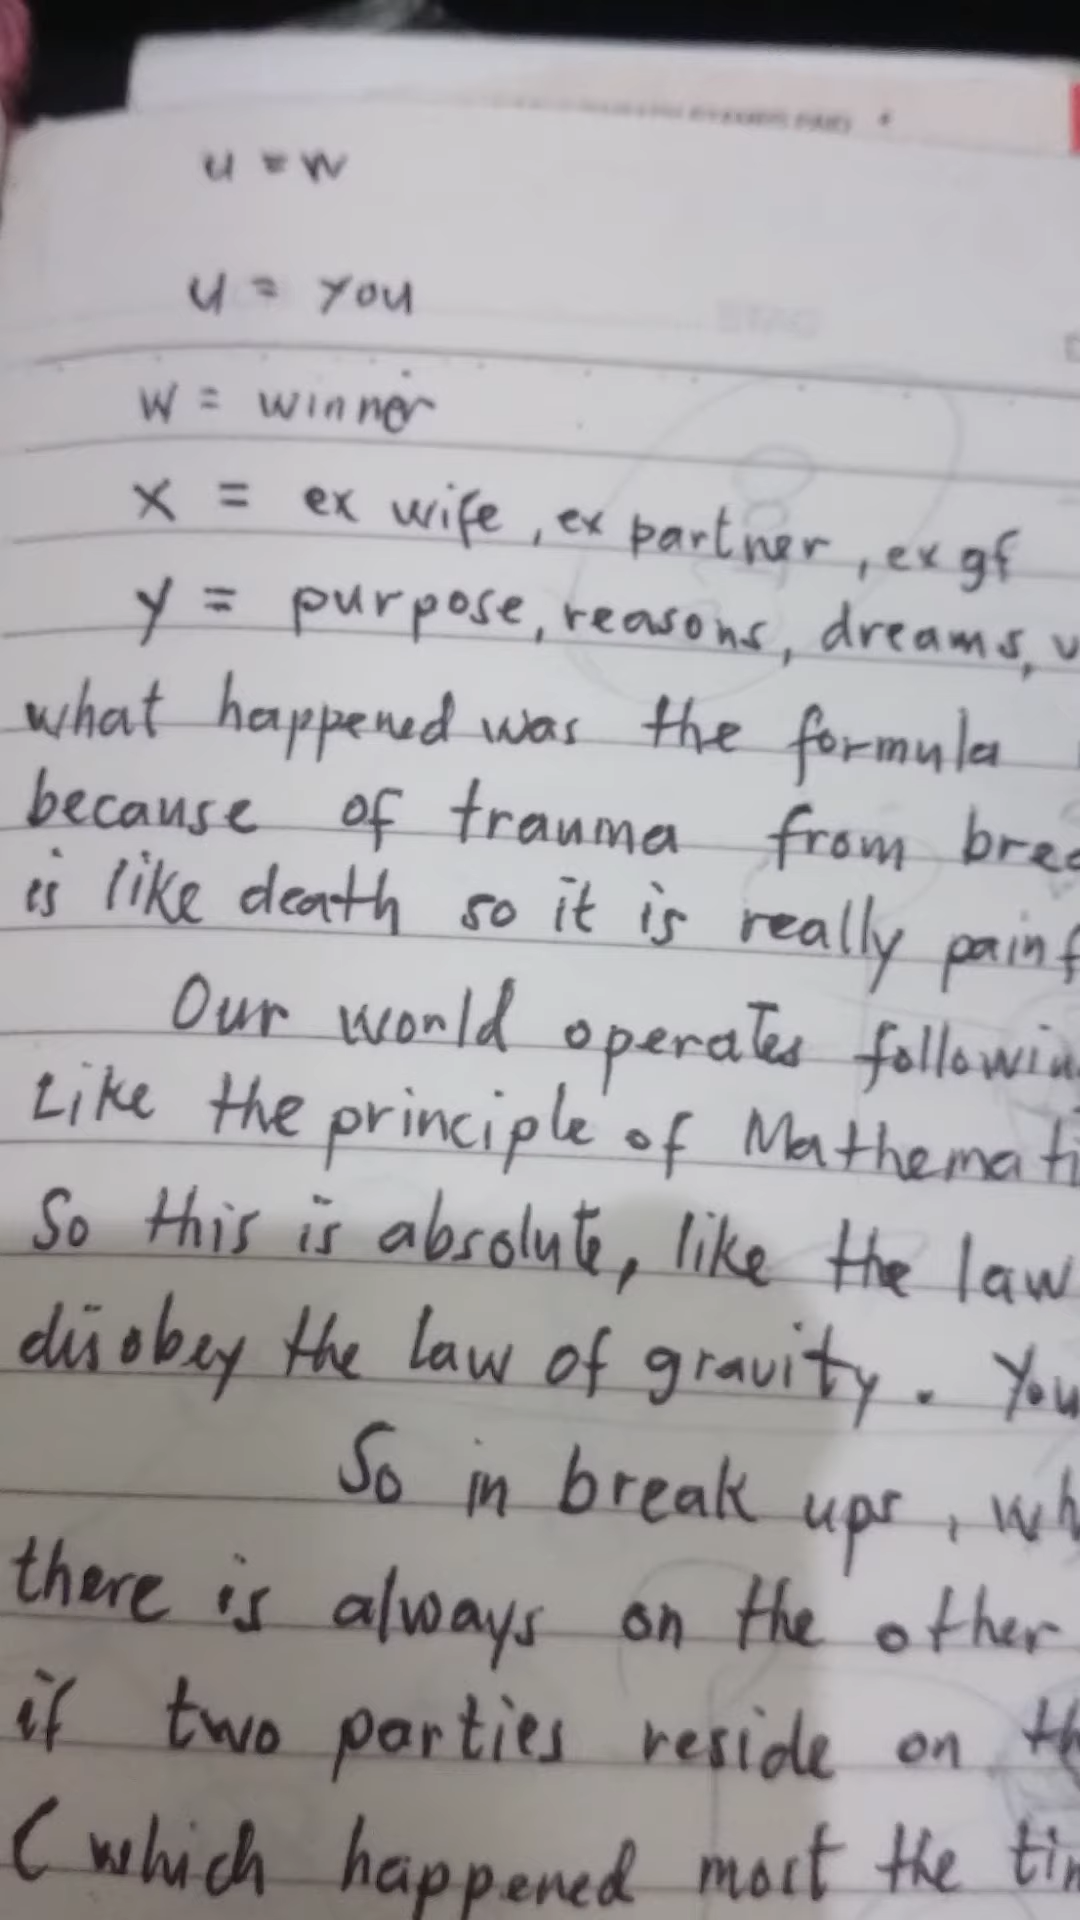 u = w
u = you
DATE
w = winner
x = ex wife, ex partner, ex gf
y = purpose, reasons, dreams,
what happened was the formula
because of trauma from
is like death so it is really
Our world operates
Like the principle of
So this is absolute, like the law
disobey the law of gravity. You
So in break ups,
there is always on the other
if two parties reside on
( which happened most the